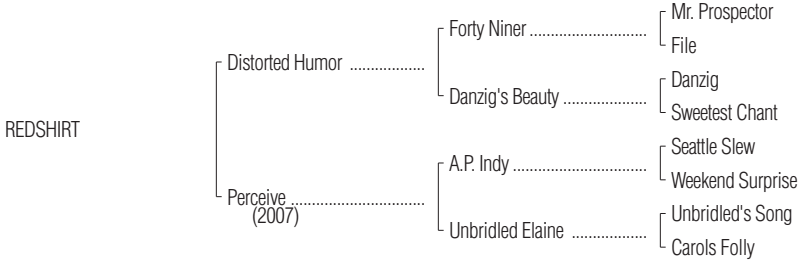 Mr. Prospector
Forty Niner ....................
File
Distorted Humor ..................
Danzig
Danzig's Beauty ....................
Sweetest Chant
REDSHIRT
Seattle Slew
A.P. Indy ................................
Weekend Surprise
Perceive ................................
(2007)
Unbridled's Song
Unbridled Elaine ..................
Carols Folly